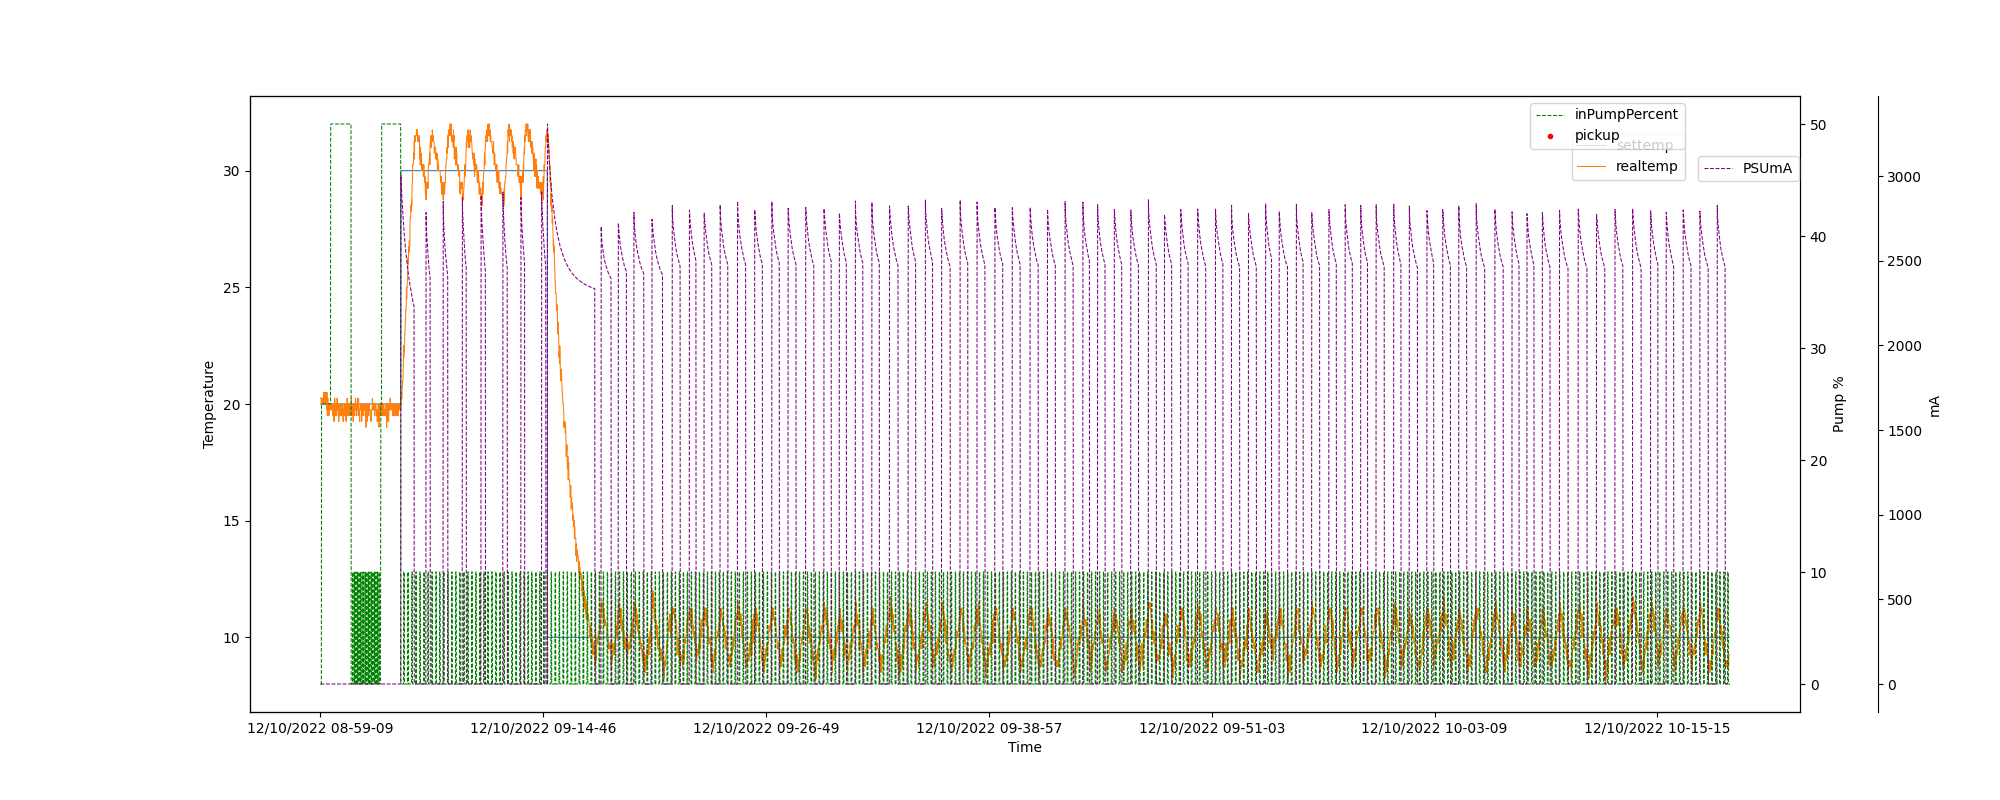 inPumpPercent
pickup
settemp
realtemp
PSUmA
Temperature
30
25
20
15
10
50
40
30
20
10
0
Pump %
3000
2500
2000
1500
1000
500
0
mA
12/10/2022 08-59-09
12/10/2022 09-14-46
12/10/2022 09-26-49
12/10/2022 09-38-57
12/10/2022 09-51-03
12/10/2022 10-03-09
12/10/2022 10-15-15
Time